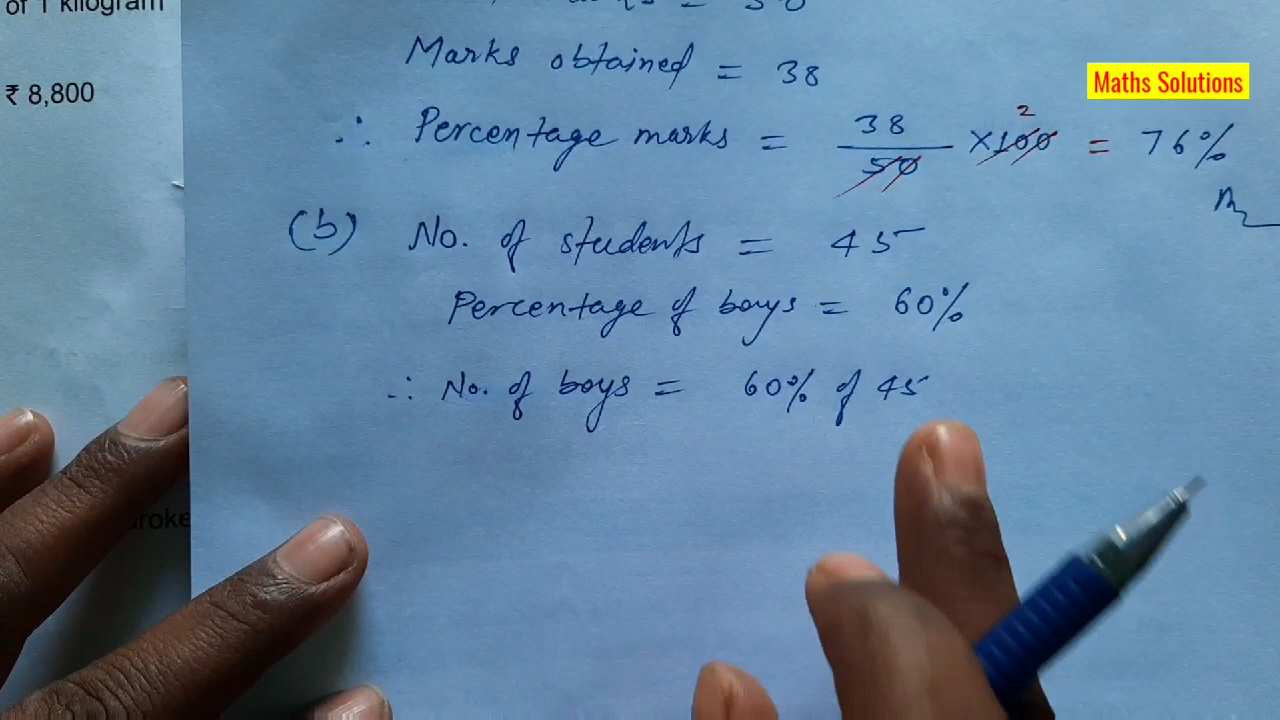 of 1 kilogram
₹ 8,800
Marks obtained = 38
Maths Solutions
∴ Percentage marks = 38/50 × 100 2 = 76%
(b) No. of students = 45
Percentage of boys = 60%
∴ No. of boys = 60% of 45